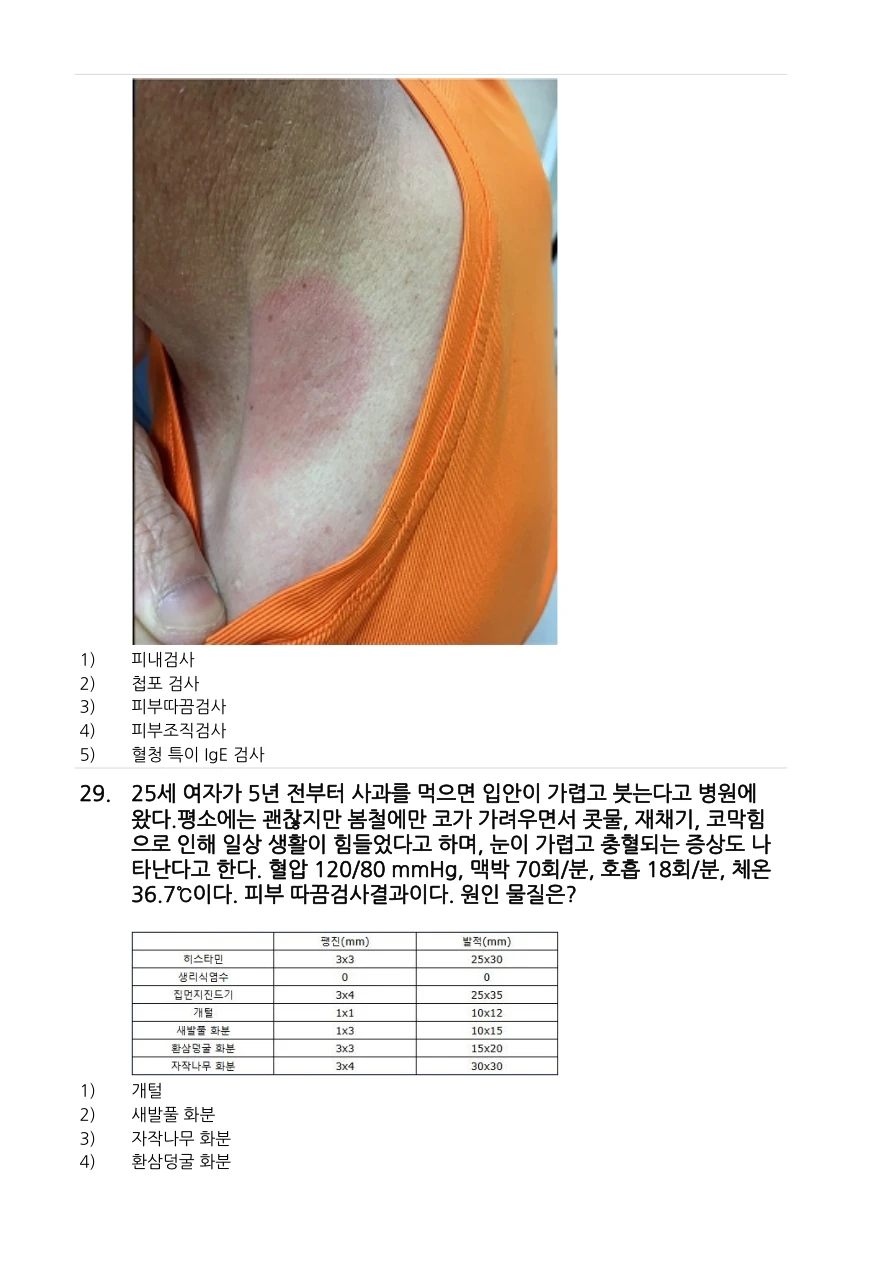 1) 피내검사
2) 첩포 검사
3) 피부따끔검사
4) 피부조직검사
5) 혈청 특이 IgE 검사
29. 25세 여자가 5년 전부터 사과를 먹으면 입안이 가렵고 붓는다고 병원에
왔다.평소에는 괜찮지만 봄철에만 코가 가려우면서 콧물, 재채기, 코막힘
으로 인해 일상 생활이 힘들었다고 하며, 눈이 가렵고 충혈되는 증상도 나
타난다고 한다. 혈압 120/80 mmHg, 맥박 70회/분, 호흡 18회/분, 체온
36.7℃이다. 피부 따끔검사결과이다. 원인 물질은?
팽진(mm) 발적(mm)
히스타민 3x3 25x30
생리식염수 0 0
집먼지진드기 3x4 25x35
개털 1x1 10x12
새발풀 화분 1x3 10x15
환삼덩굴 화분 3x3 15x20
자작나무 화분 3x4 30x30
1) 개털
2) 새발풀 화분
3) 자작나무 화분
4) 환삼덩굴 화분